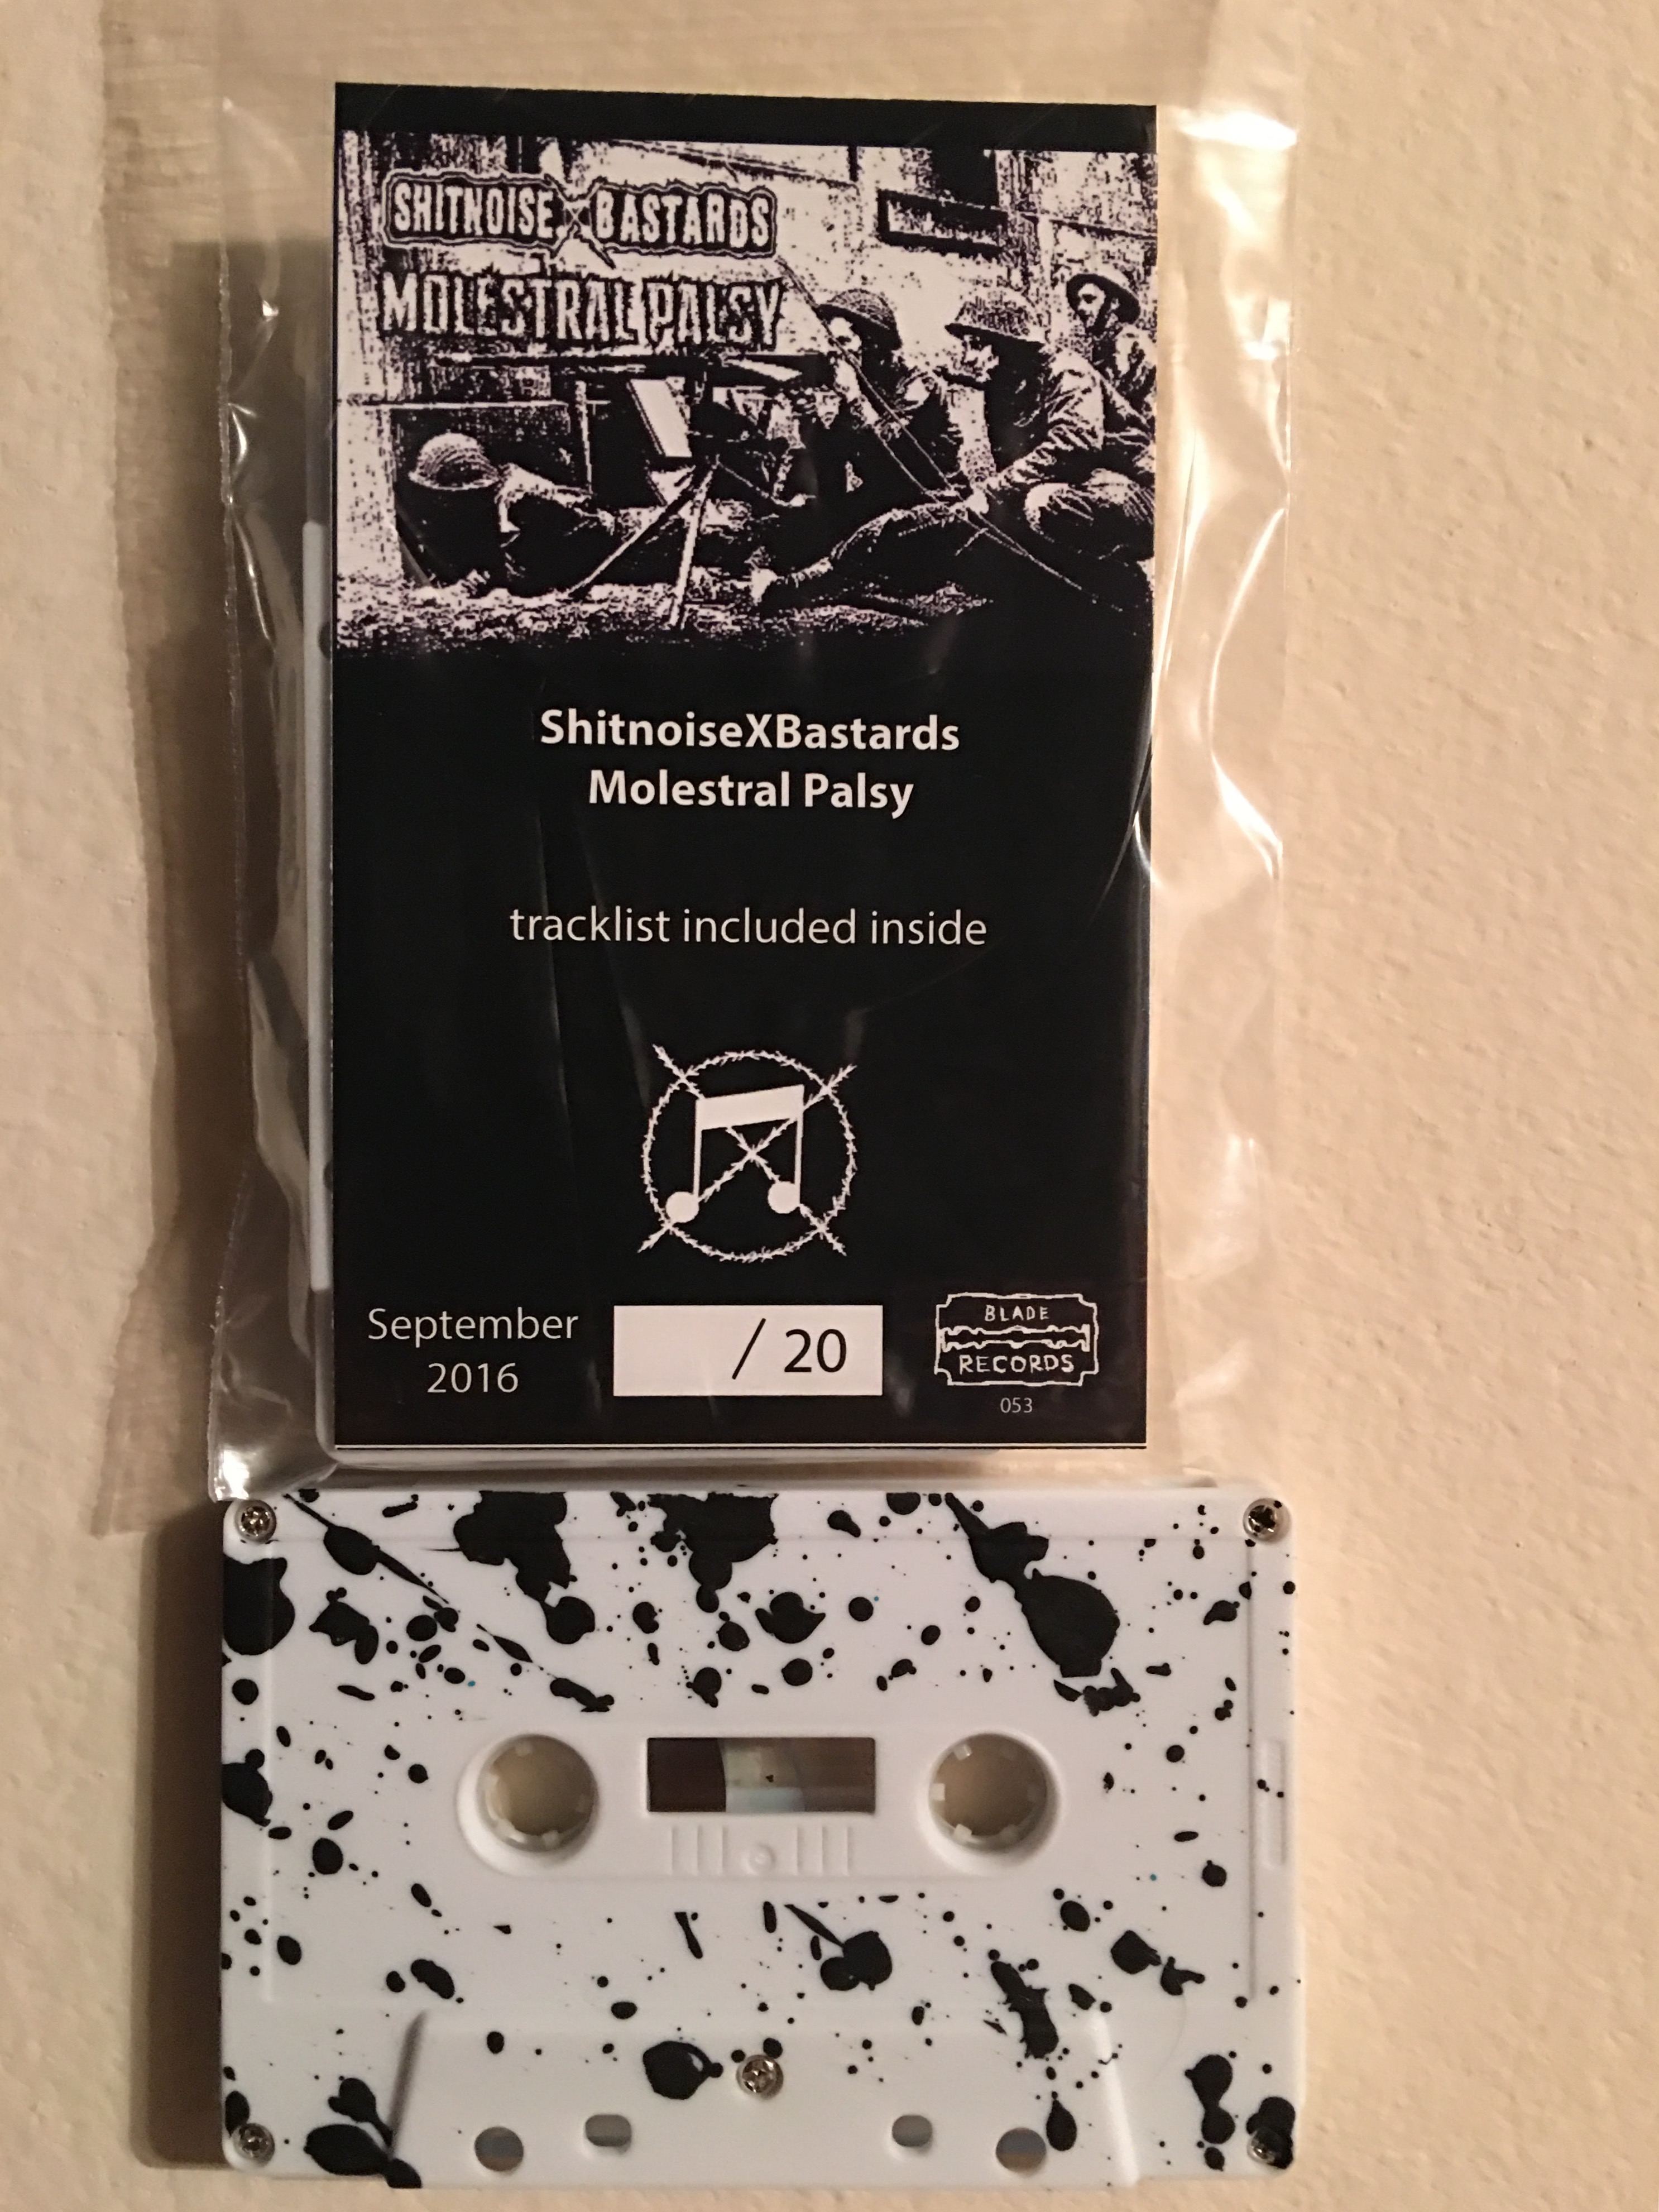 SHITNOISE X BASTARDS
MOLESTRAL PALSY
ShitnoiseXBastards
Molestral Palsy
tracklist included inside
September
2016
/ 20
BLADE
RECORDS
053